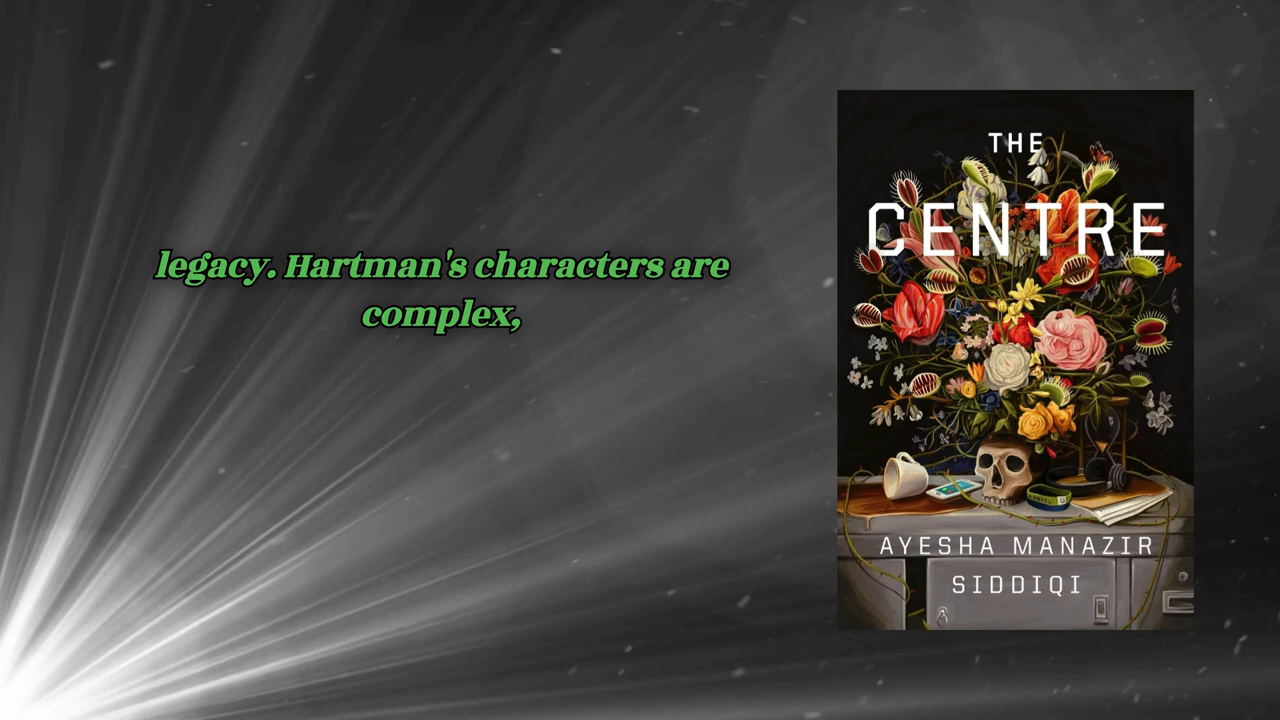 legacy. Hartman's characters are
complex,
THE
CENTRE
AYESHA MANAZIR
SIDDIQI